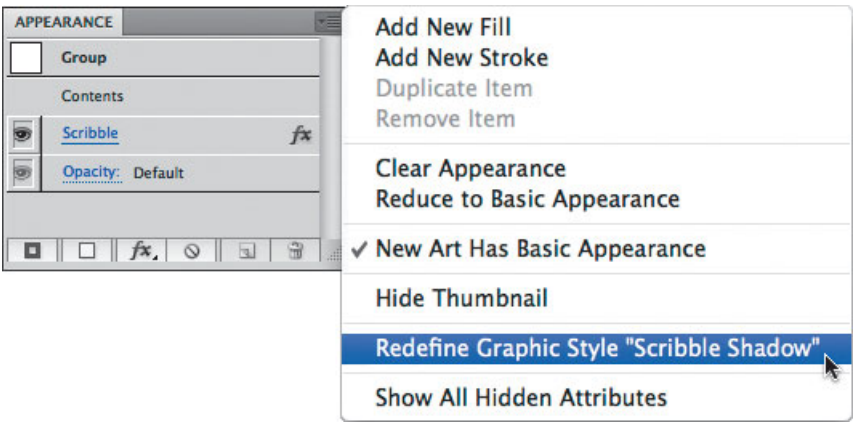 APPEARANCE
Group
Contents
Scribble fx
Opacity: Default
fx
Add New Fill
Add New Stroke
Duplicate Item
Remove Item
Clear Appearance
Reduce to Basic Appearance
✓ New Art Has Basic Appearance
Hide Thumbnail
Redefine Graphic Style "Scribble Shadow"
Show All Hidden Attributes